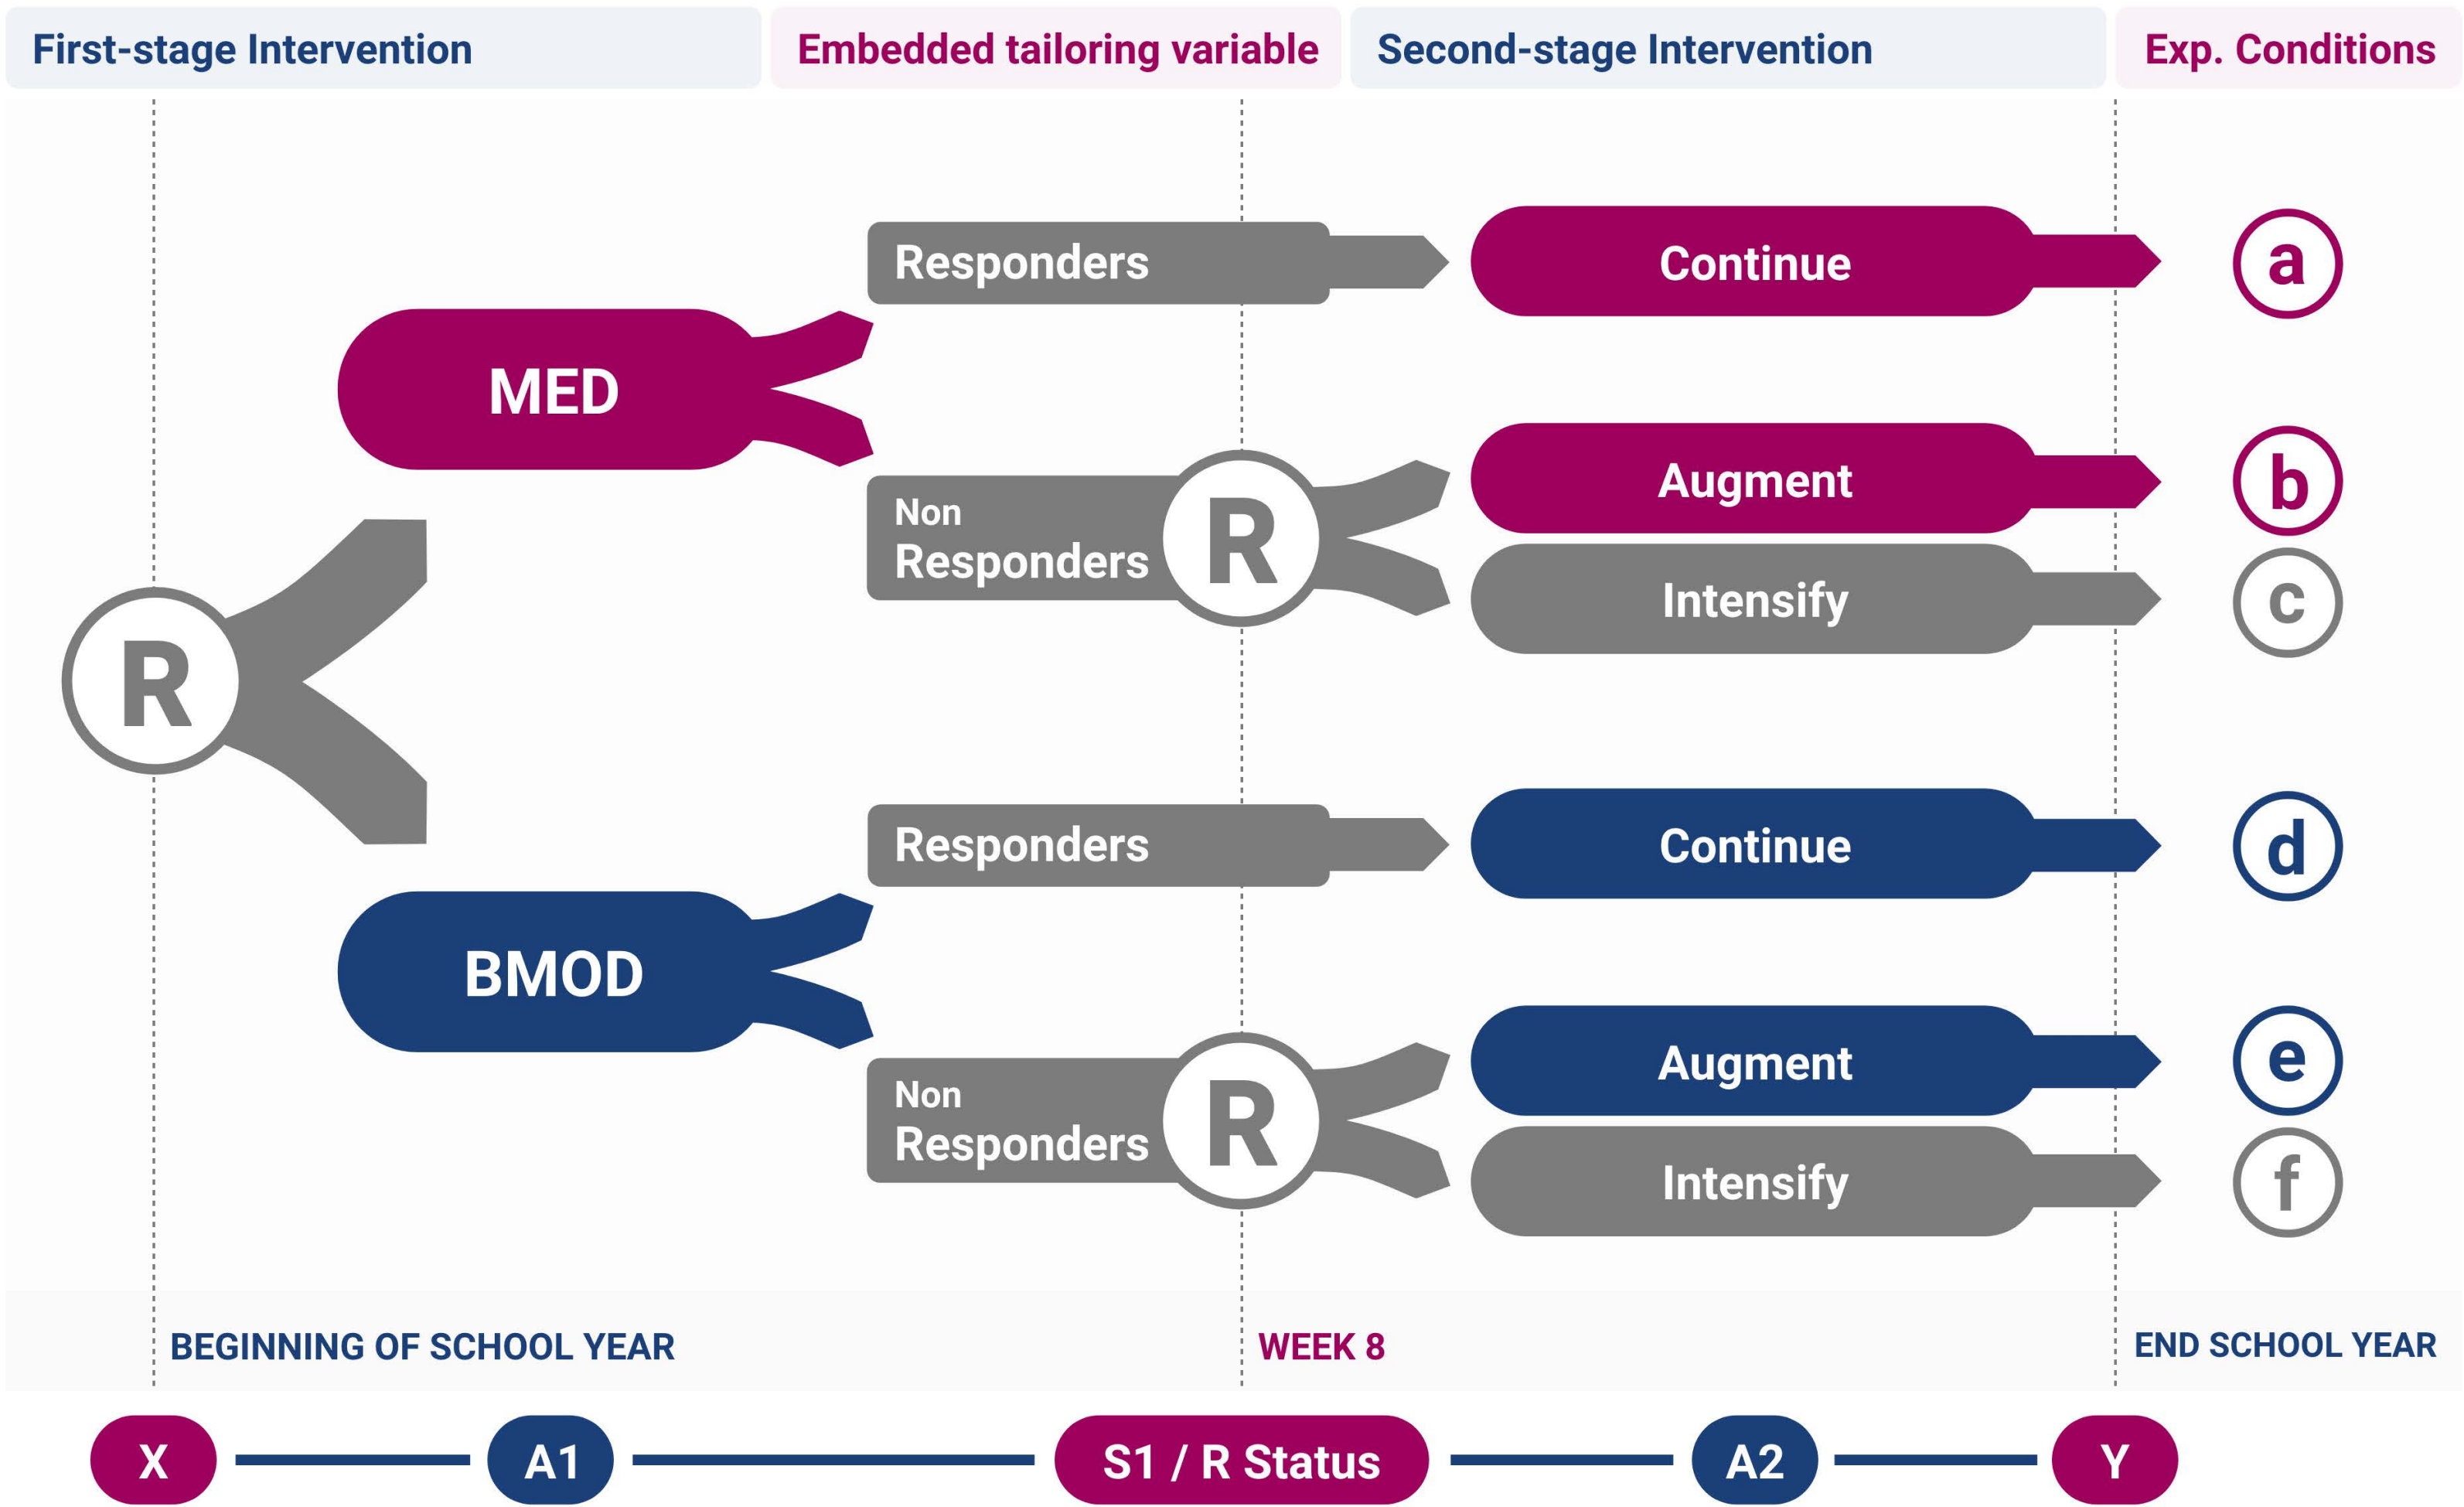 First-stage Intervention
Embedded tailoring variable
Second-stage Intervention
Exp. Conditions
Responders
Continue
a
MED
Augment
b
Non
Responders
R
Intensify
c
R
Responders
Continue
d
BMOD
Augment
e
Non
Responders
R
Intensify
f
BEGINNING OF SCHOOL YEAR
WEEK 8
END SCHOOL YEAR
X
A1
S1 / R Status
A2
Y